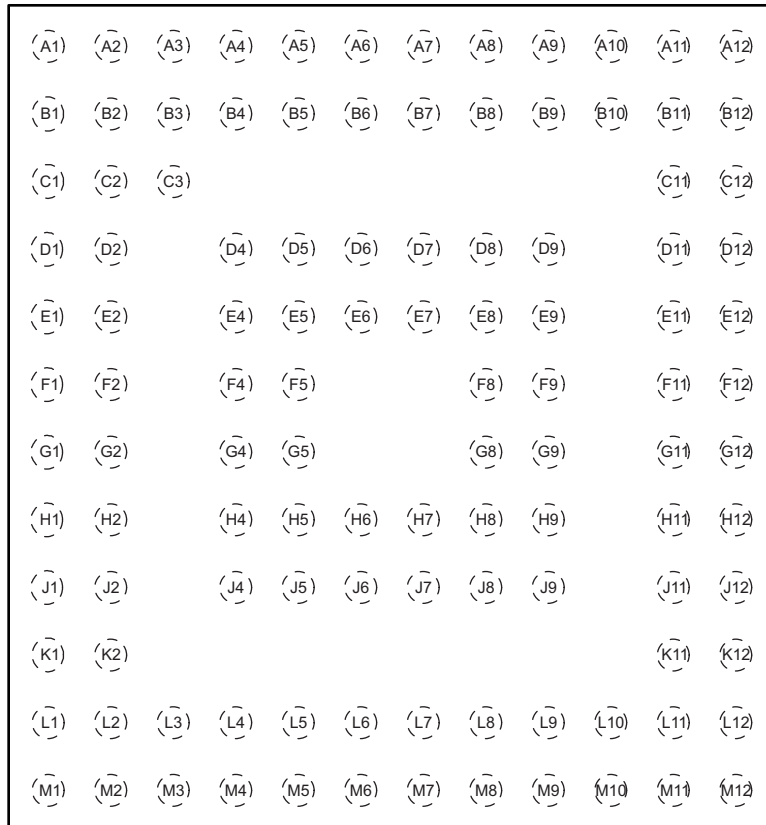 A1 A2 A3 A4 A5 A6 A7 A8 A9 A10 A11 A12
B1 B2 B3 B4 B5 B6 B7 B8 B9 B10 B11 B12
C1 C2 C3 C11 C12
D1 D2 D4 D5 D6 D7 D8 D9 D11 D12
E1 E2 E4 E5 E6 E7 E8 E9 E11 E12
F1 F2 F4 F5 F8 F9 F11 F12
G1 G2 G4 G5 G8 G9 G11 G12
H1 H2 H4 H5 H6 H7 H8 H9 H11 H12
J1 J2 J4 J5 J6 J7 J8 J9 J11 J12
K1 K2 K11 K12
L1 L2 L3 L4 L5 L6 L7 L8 L9 L10 L11 L12
M1 M2 M3 M4 M5 M6 M7 M8 M9 M10 M11 M12